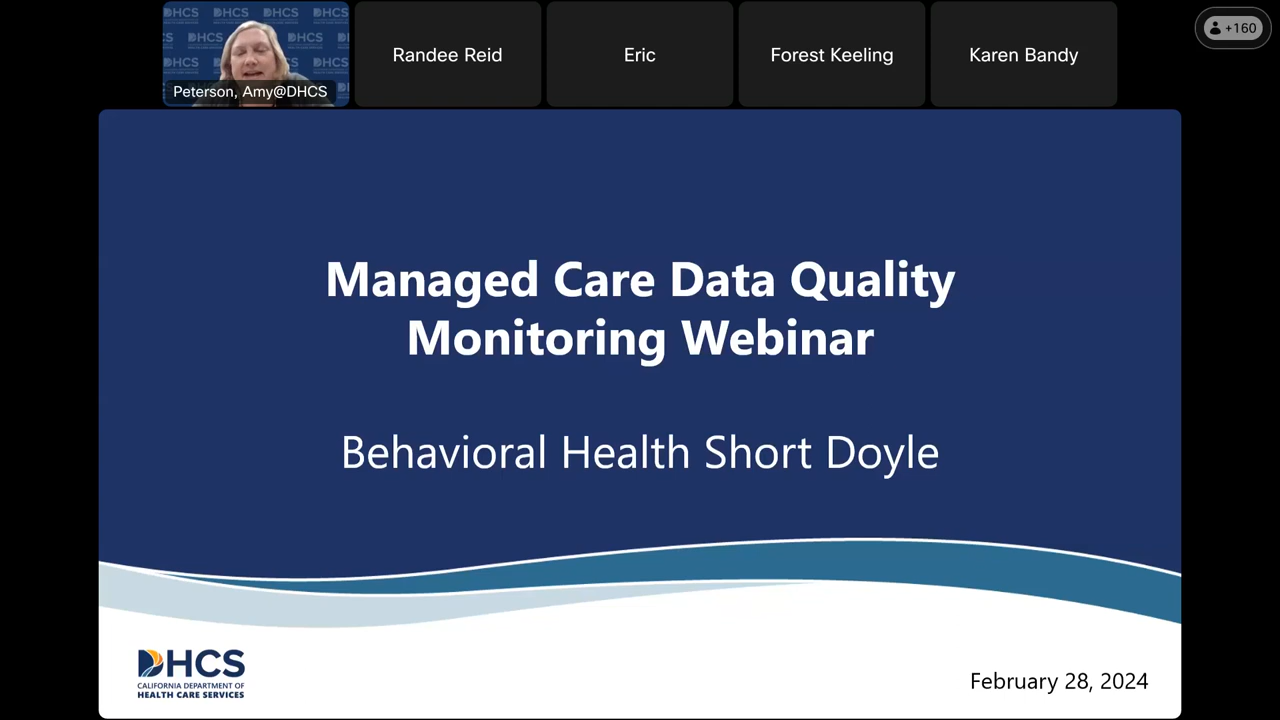 Peterson, Amy@DHCS
Randee Reid
Eric
Forest Keeling
Karen Bandy
+160
Managed Care Data Quality
Monitoring Webinar
Behavioral Health Short Doyle
DHCS
CALIFORNIA DEPARTMENT OF
HEALTH CARE SERVICES
February 28, 2024